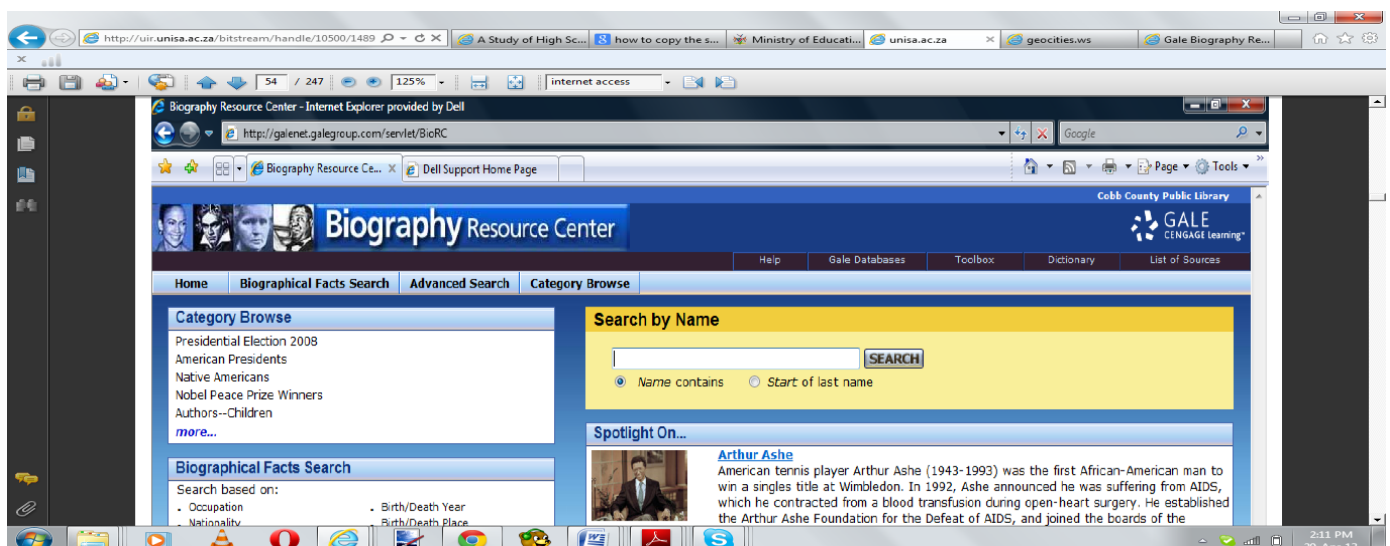 http://uir.unisa.ac.za/bitstream/handle/10500/1489
A Study of High Sc...
how to copy the s...
Ministry of Educati...
unisa.ac.za
geocities.ws
Gale Biography Re...
54 / 247
125%
internet access
Biography Resource Center - Internet Explorer provided by Dell
http://galenet.galegroup.com/servlet/BioRC
Google
Biography Resource Ce...
Dell Support Home Page
Page
Tools
Cobb County Public Library
Biography Resource Center
GALE
CENGAGE Learning
Help
Gale Databases
Toolbox
Dictionary
List of Sources
Home
Biographical Facts Search
Advanced Search
Category Browse
Category Browse
Presidential Election 2008
American Presidents
Native Americans
Nobel Peace Prize Winners
Authors--Children
more...
Biographical Facts Search
Search based on:
. Occupation
. Birth/Death Year
. Nationality
. Birth/Death Place
Search by Name
SEARCH
Name contains
Start of last name
Spotlight On...
Arthur Ashe
American tennis player Arthur Ashe (1943-1993) was the first African-American man to
win a singles title at Wimbledon. In 1992, Ashe announced he was suffering from AIDS,
which he contracted from a blood transfusion during open-heart surgery. He established
the Arthur Ashe Foundation for the Defeat of AIDS, and joined the boards of the
2:11 PM